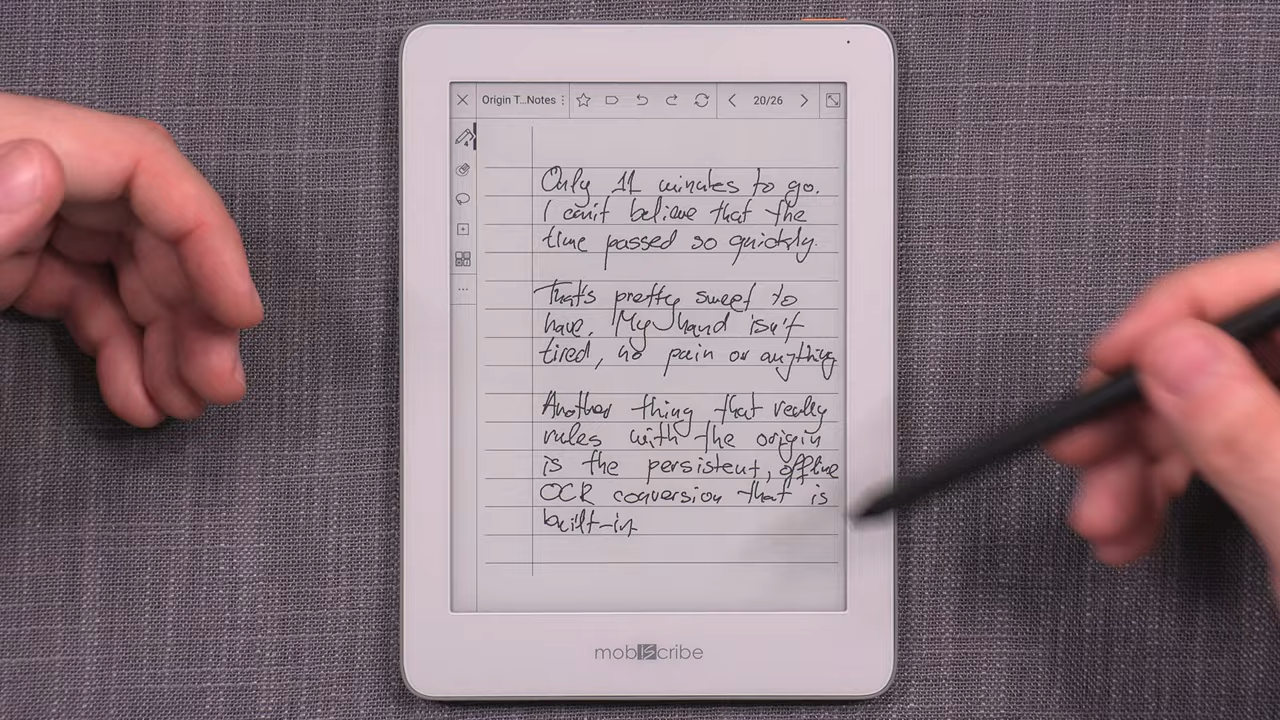 Origin T...Notes
20/26
Only 11 minutes to go.
I can't believe that the
time passed so quickly.
That's pretty sweet to
have. My hand isn't
tired, no pain or anything
Another thing that really
rules with the origin
is the persistent, offline
OCR conversion that is
built-in
mobiscribe